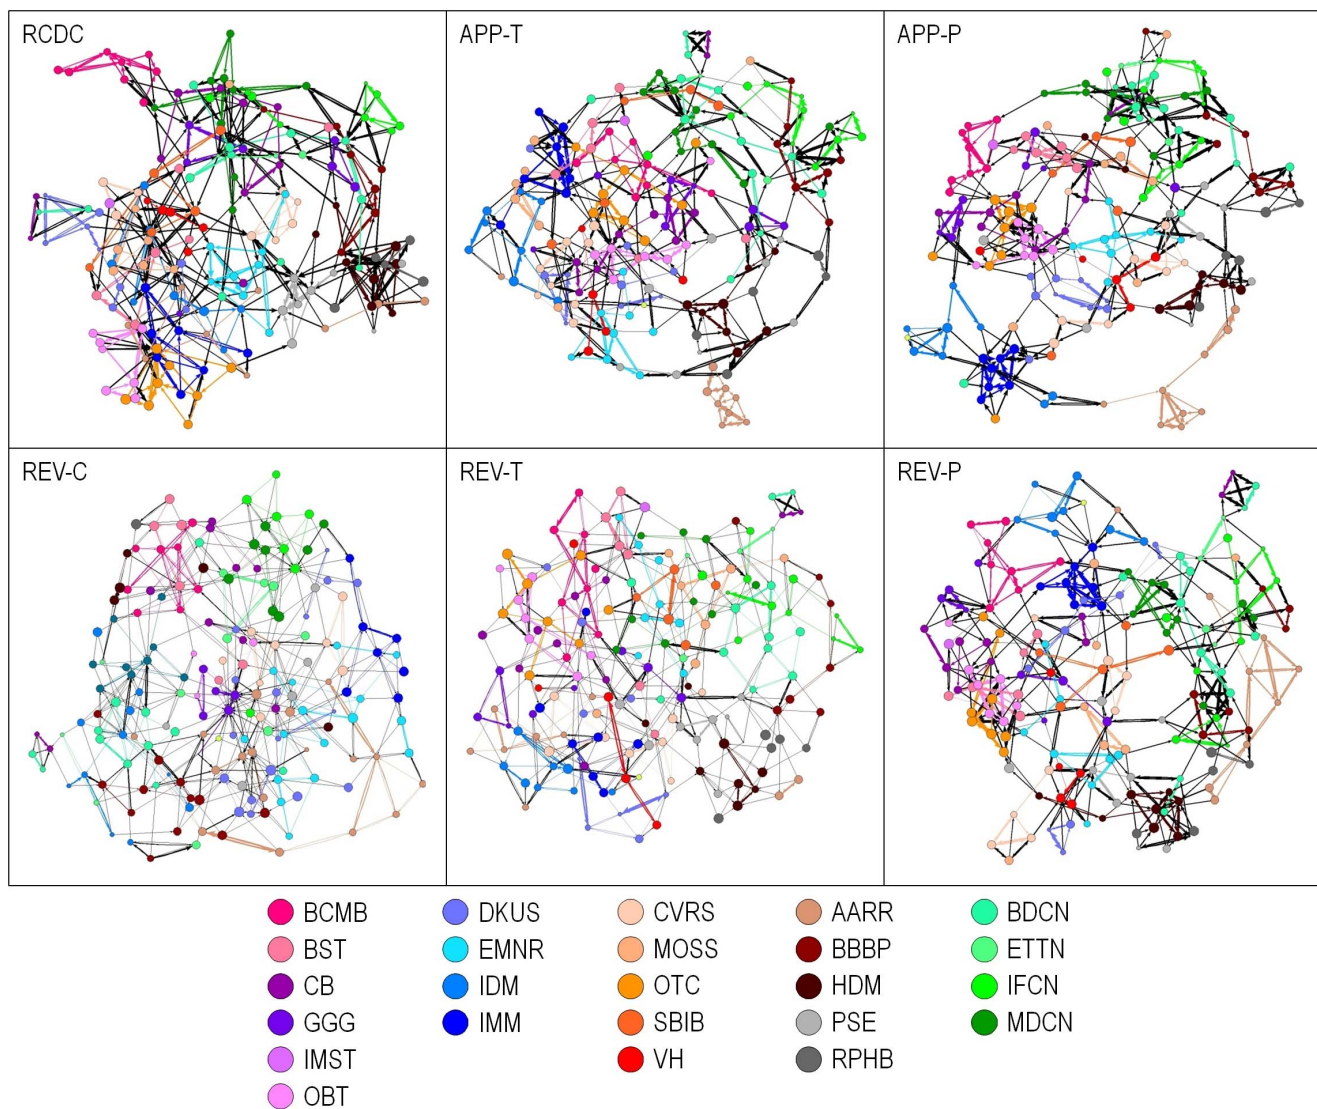 RCDC APP-T APP-P
REV-C REV-T REV-P
BCMB DKUS CVRS AARR BDCN
BST EMNR MOSS BBBP ETTN
CB IDM OTC HDM IFCN
GGG IMM SBIB PSE MDCN
IMST VH RPHB
OBT